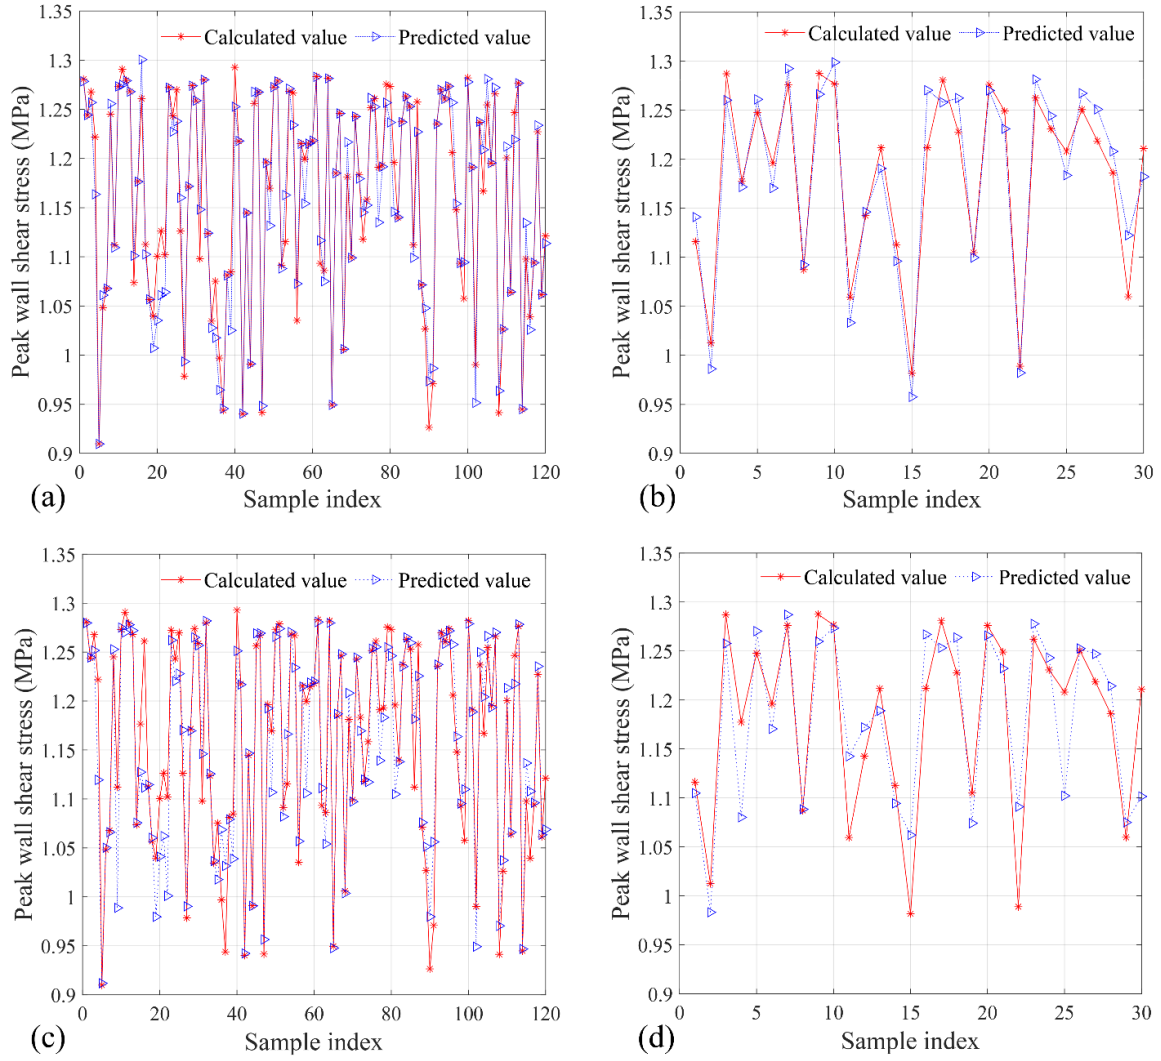 1.35
1.3
1.25
1.2
1.15
1.1
1.05
1
0.95
0.9
Peak wall shear stress (MPa)
Calculated value Predicted value
0 20 40 60 80 100 120
Sample index
(a)
1.35
1.3
1.25
1.2
1.15
1.1
1.05
1
0.95
0.9
Peak wall shear stress (MPa)
Calculated value Predicted value
0 5 10 15 20 25 30
Sample index
(b)
1.35
1.3
1.25
1.2
1.15
1.1
1.05
1
0.95
0.9
Peak wall shear stress (MPa)
Calculated value Predicted value
0 20 40 60 80 100 120
Sample index
(c)
1.35
1.3
1.25
1.2
1.15
1.1
1.05
1
0.95
0.9
Peak wall shear stress (MPa)
Calculated value Predicted value
0 5 10 15 20 25 30
Sample index
(d)